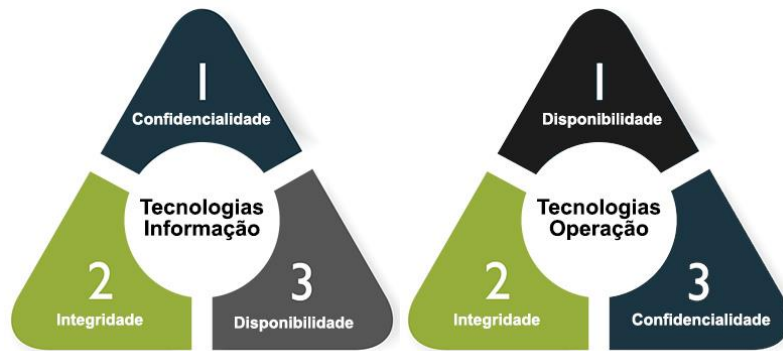 1
Confidencialidade
Tecnologias
Informação
2
Integridade
3
Disponibilidade
1
Disponibilidade
Tecnologias
Operação
2
Integridade
3
Confidencialidade